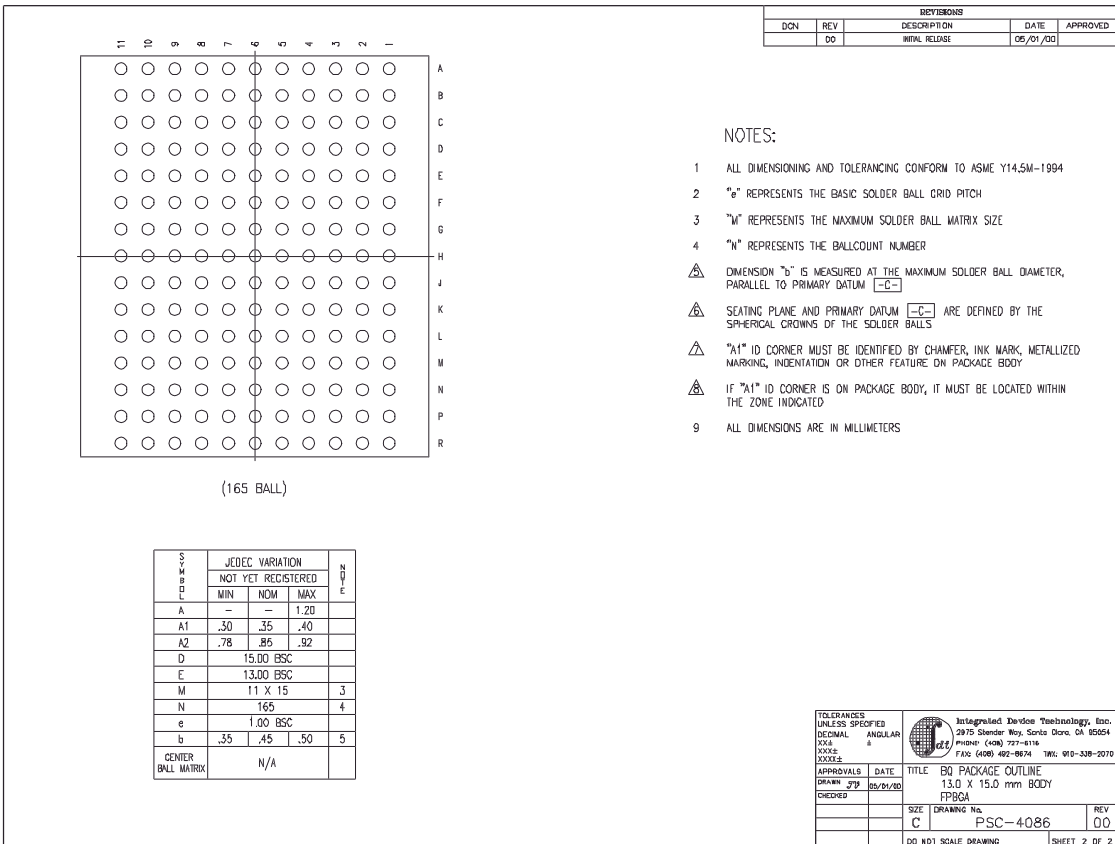 REVISIONS
DCN REV DESCRIPTION DATE APPROVED
00 INITIAL RELEASE 05/01/00
11 10 9 8 7 6 5 4 3 2 1
A
B
C
D
E
F
G
H
J
K
L
M
N
P
R
(165 BALL)
NOTES:
1 ALL DIMENSIONING AND TOLERANCING CONFORM TO ASME Y14.5M-1994
2 "e" REPRESENTS THE BASIC SOLDER BALL GRID PITCH
3 "M" REPRESENTS THE MAXIMUM SOLDER BALL MATRIX SIZE
4 "N" REPRESENTS THE BALLCOUNT NUMBER
5 DIMENSION "b" IS MEASURED AT THE MAXIMUM SOLDER BALL DIAMETER,
PARALLEL TO PRIMARY DATUM -C-
6 SEATING PLANE AND PRIMARY DATUM -C- ARE DEFINED BY THE
SPHERICAL CROWNS OF THE SOLDER BALLS
7 "A1" ID CORNER MUST BE IDENTIFIED BY CHAMFER, INK MARK, METALLIZED
MARKING, INDENTATION OR OTHER FEATURE ON PACKAGE BODY
8 IF "A1" ID CORNER IS ON PACKAGE BODY, IT MUST BE LOCATED WITHIN
THE ZONE INDICATED
9 ALL DIMENSIONS ARE IN MILLIMETERS
SYMBOL JEDEC VARIATION NOTE
NOT YET REGISTERED
MIN NOM MAX
A - - 1.20
A1 .30 .35 .40
A2 .78 .85 .92
D 15.00 BSC
E 13.00 BSC
M 11 X 15 3
N 165 4
e 1.00 BSC
b .35 .45 .50 5
CENTER
BALL MATRIX N/A
TOLERANCES
UNLESS SPECIFIED
DECIMAL ANGULAR
XX± ±
XXX±
XXXX±
idt
Integrated Device Technology, Inc.
2975 Stender Way, Santa Clara, CA 95054
PHONE: (408) 727-6116
FAX: (408) 492-8674 TWX: 910-338-2070
APPROVALS DATE
DRAWN 05/01/00
CHECKED
TITLE BQ PACKAGE OUTLINE
13.0 X 15.0 mm BODY
FPBGA
SIZE DRAWING No. REV
C PSC-4086 00
DO NOT SCALE DRAWING SHEET 2 OF 2